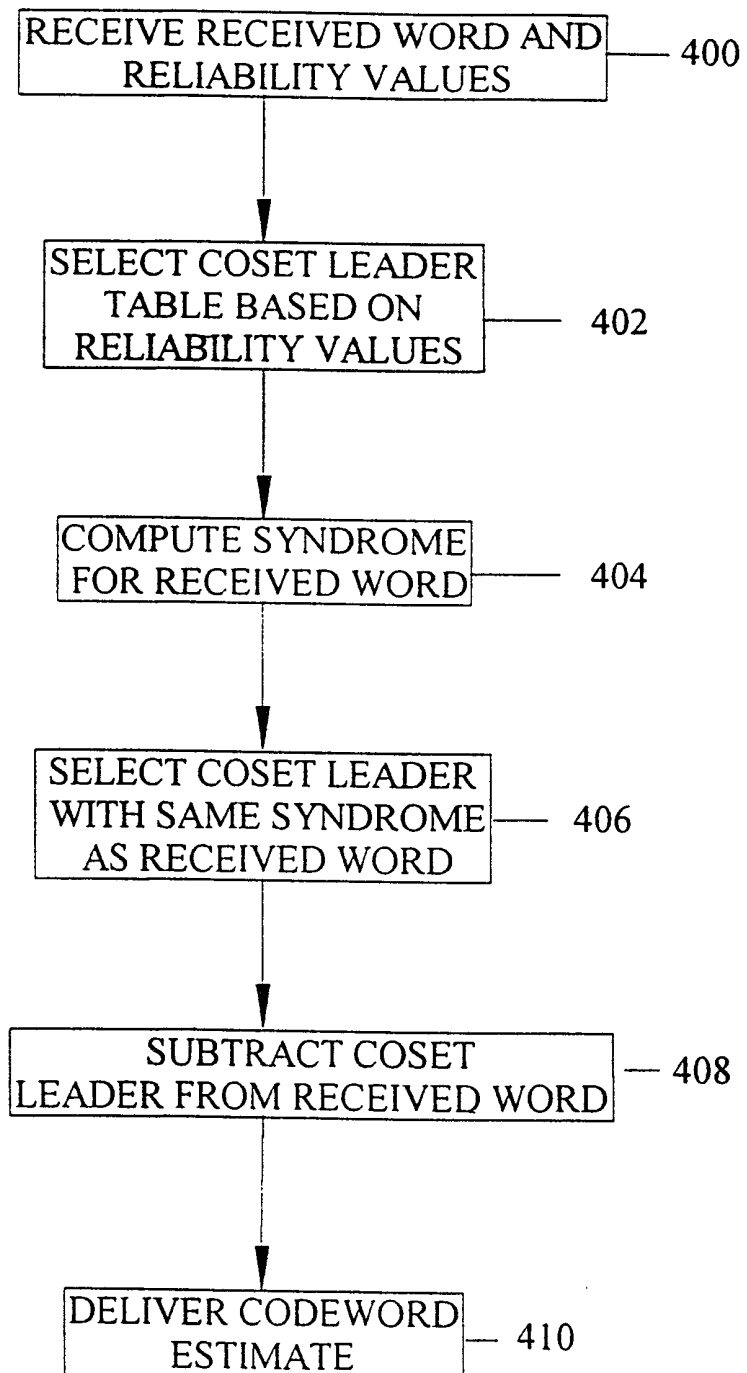 RECEIVE RECEIVED WORD AND
RELIABILITY VALUES
400
SELECT COSET LEADER
TABLE BASED ON
RELIABILITY VALUES
402
COMPUTE SYNDROME
FOR RECEIVED WORD
404
SELECT COSET LEADER
WITH SAME SYNDROME
AS RECEIVED WORD
406
SUBTRACT COSET
LEADER FROM RECEIVED WORD
408
DELIVER CODEWORD
ESTIMATE
410